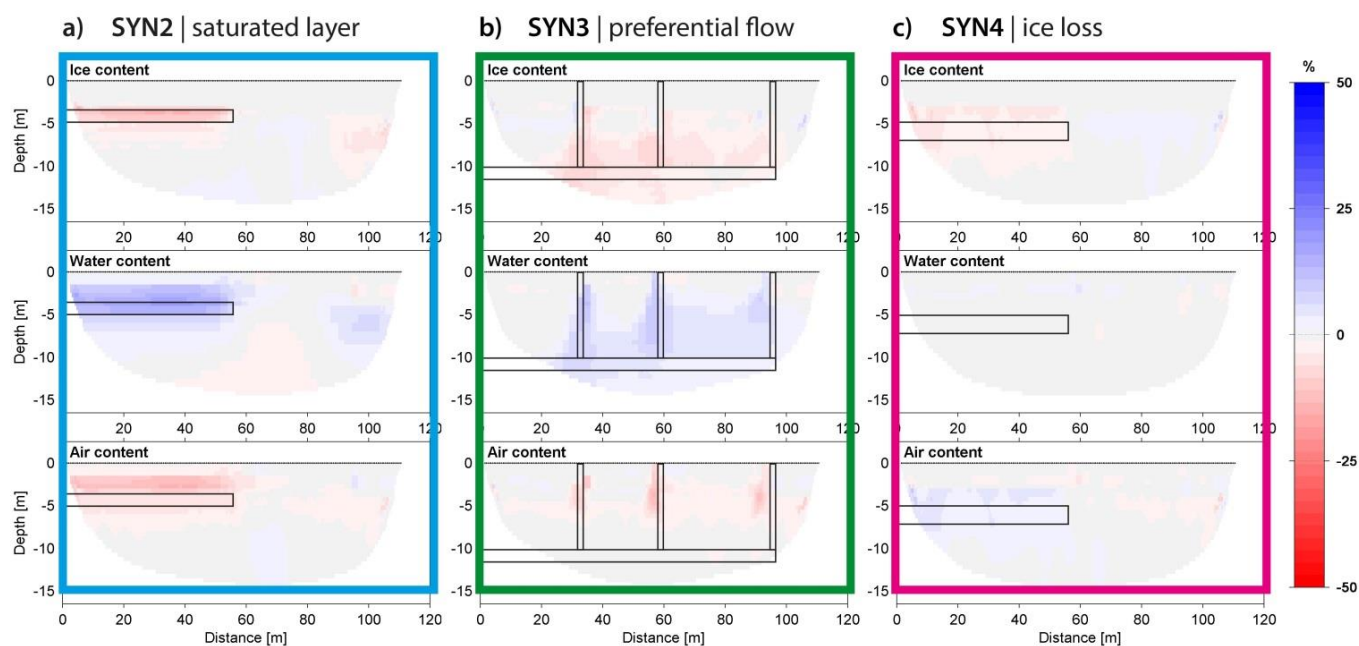 a) SYN2 | saturated layer
b) SYN3 | preferential flow
c) SYN4 | ice loss
Ice content
Ice content
Ice content
%
0
-5
-10
-15
Depth [m]
20 40 60 80 100 120
0
-5
-10
-15
20 40 60 80 100 120
0
-5
-10
-15
Depth [m]
20 40 60 80 100 120
Water content
Water content
Water content
0
-5
-10
-15
Depth [m]
20 40 60 80 100 120
0
-5
-10
-15
20 40 60 80 100 120
0
-5
-10
-15
20 40 60 80 100 120
Air content
Air content
Air content
0
-5
-10
-15
Depth [m]
0 20 40 60 80 100 120
Distance [m]
0
-5
-10
-15
0 20 40 60 80 100 120
Distance [m]
0
-5
-10
-15
0 20 40 60 80 100 120
Distance [m]
50
25
0
-25
-50